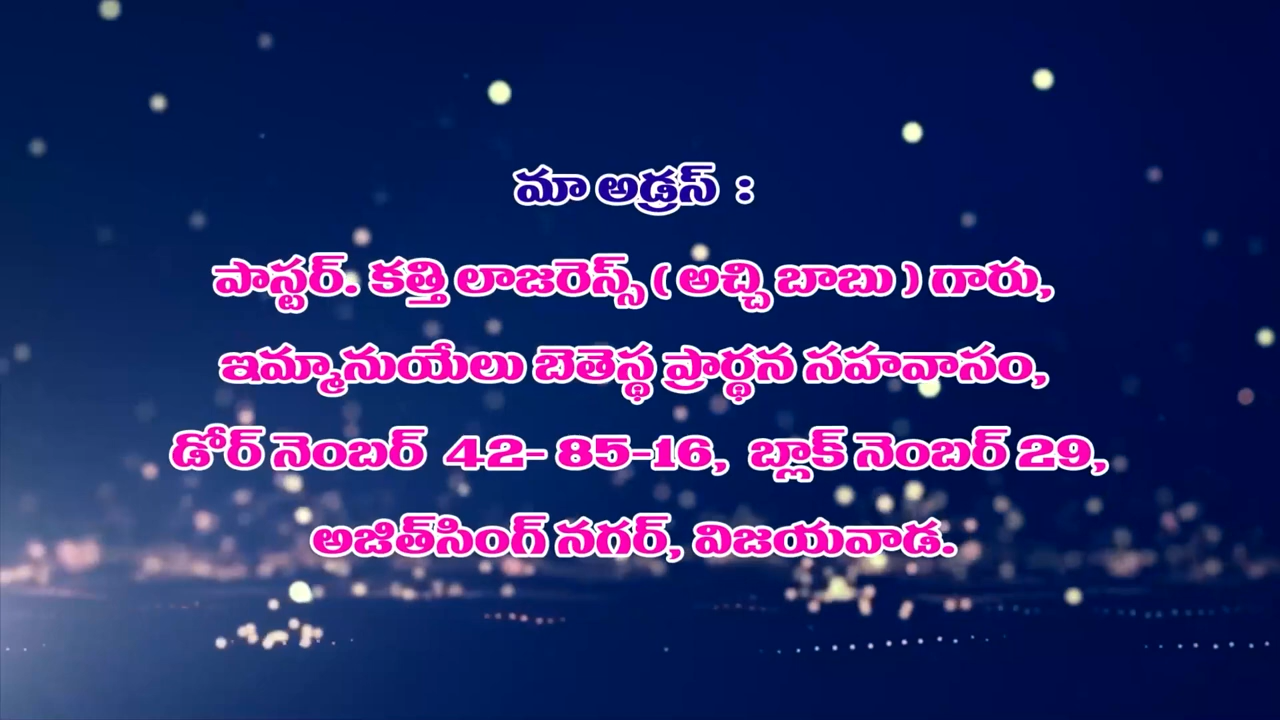 మా అడ్రస్ :
పాస్టర్. కత్తి లాజరెన్స్ ( అచ్చి బాబు ) గారు,
ఇమ్మానుయేలు బెతెస్థ ప్రార్థన సహవాసం,
డోర్ నెంబర్ 42- 85-16, బ్లాక్ నెంబర్ 29,
అజిత్‌సింగ్ నగర్, విజయవాడ.